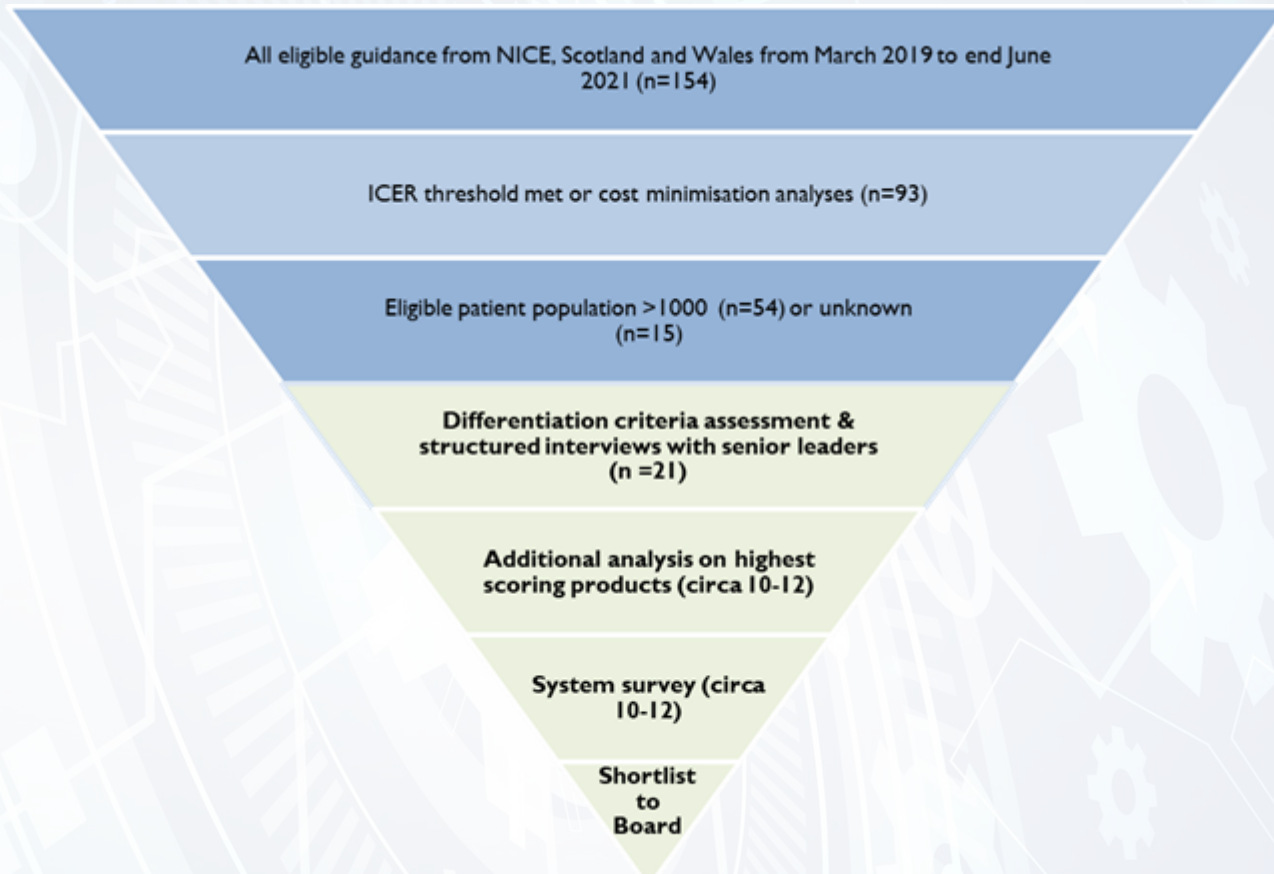 All eligible guidance from NICE, Scotland and Wales from March 2019 to end June
2021 (n=154)
ICER threshold met or cost minimisation analyses (n=93)
Eligible patient population >1000 (n=54) or unknown
(n=15)
Differentiation criteria assessment &
structured interviews with senior leaders
(n =21)
Additional analysis on highest
scoring products (circa 10-12)
System survey (circa
10-12)
Shortlist
to
Board